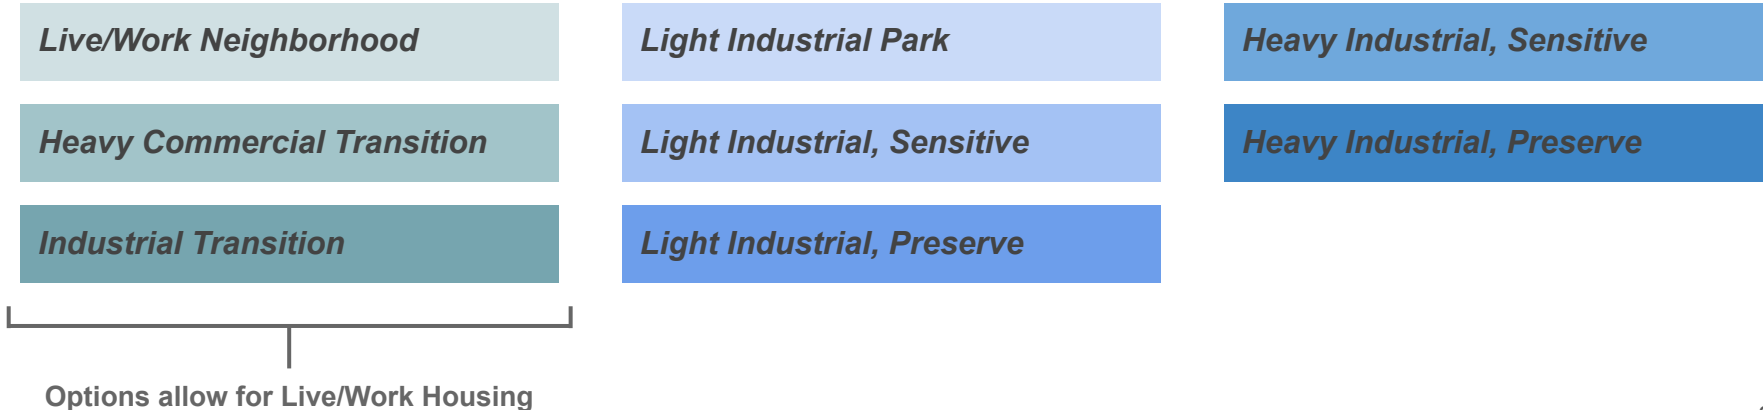 Live/Work Neighborhood
Heavy Commercial Transition
Industrial Transition
Options allow for Live/Work Housing
Light Industrial Park
Light Industrial, Sensitive
Light Industrial, Preserve
Heavy Industrial, Sensitive
Heavy Industrial, Preserve